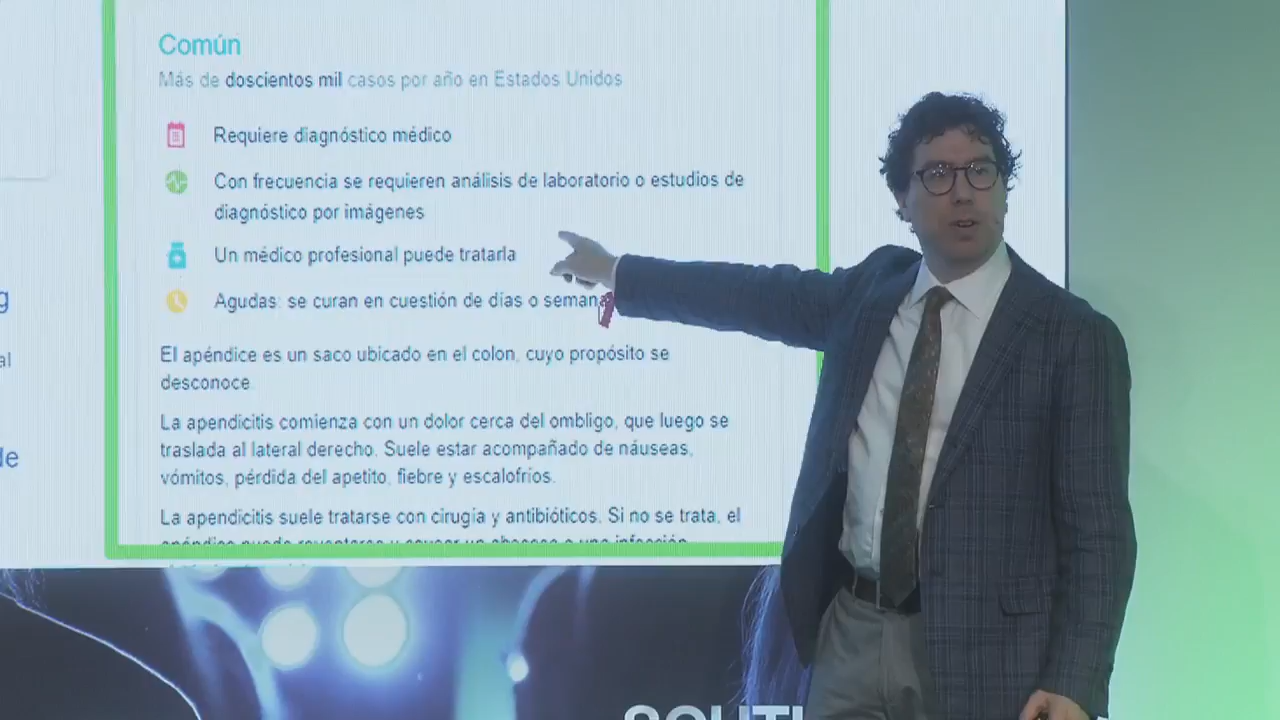 Común
Más de doscientos mil casos por año en Estados Unidos
Requiere diagnóstico médico
Con frecuencia se requieren análisis de laboratorio o estudios de
diagnóstico por imágenes
Un médico profesional puede tratarla
Agudas: se curan en cuestión de días o
g
al
de
El apéndice es un saco ubicado en el colon, cuyo propósito se
desconoce.
La apendicitis comienza con un dolor cerca del ombligo, que luego se
traslada al lateral derecho. Suele estar acompañado de náuseas,
vómitos, pérdida del apetito, fiebre y escalofríos.
La apendicitis suele tratarse con cirugía y antibióticos. Si no se trata, el